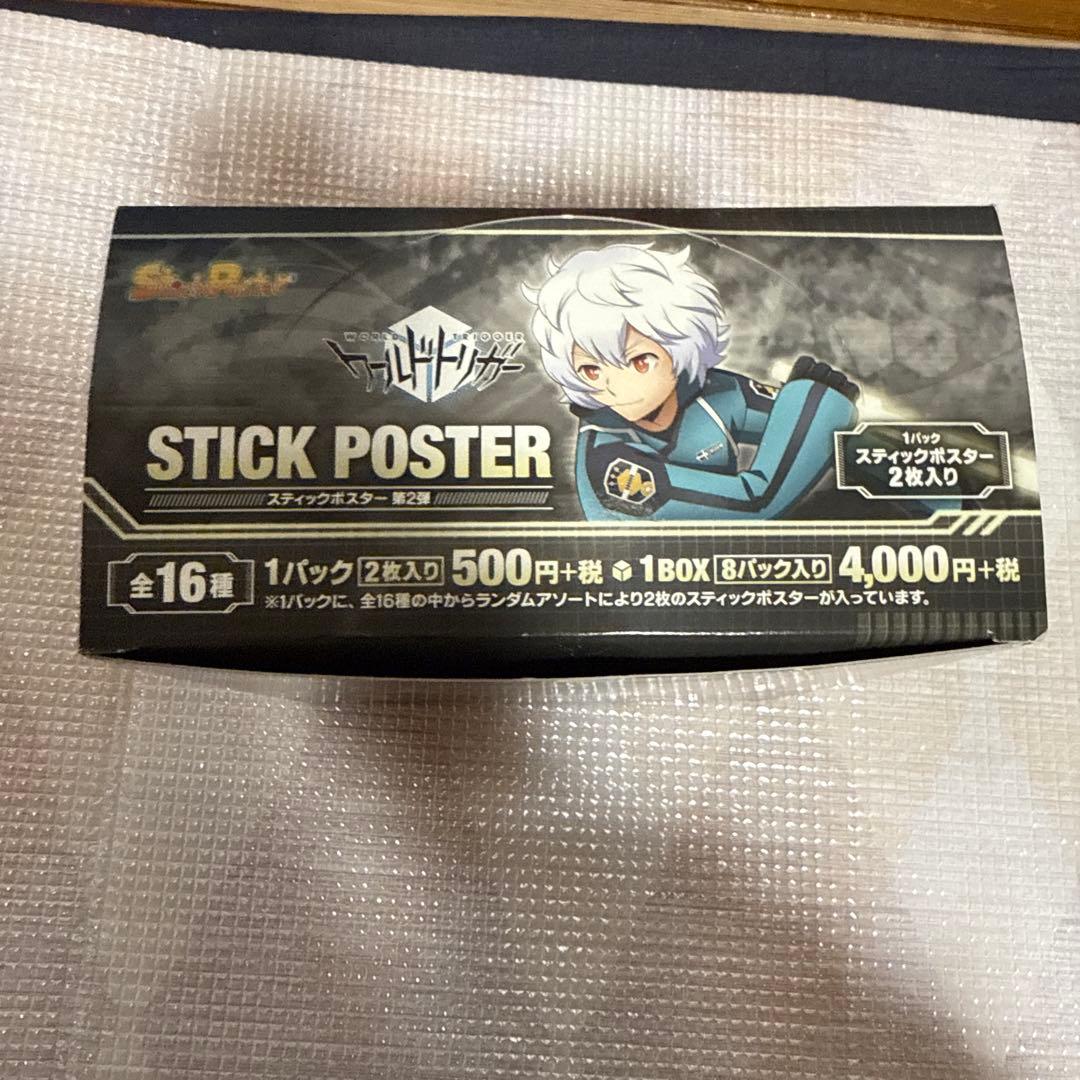 Stick Poster
WORLD TRIGGER
ワールドトリガー
STICK POSTER
スティックポスター 第2弾
1パック
スティックポスター
2枚入り
全16種
1パック 2枚入り 500円+税 1BOX 8パック入り 4,000円+税
※1パックに、全16種の中からランダムアソートにより2枚のスティックポスターが入っています。